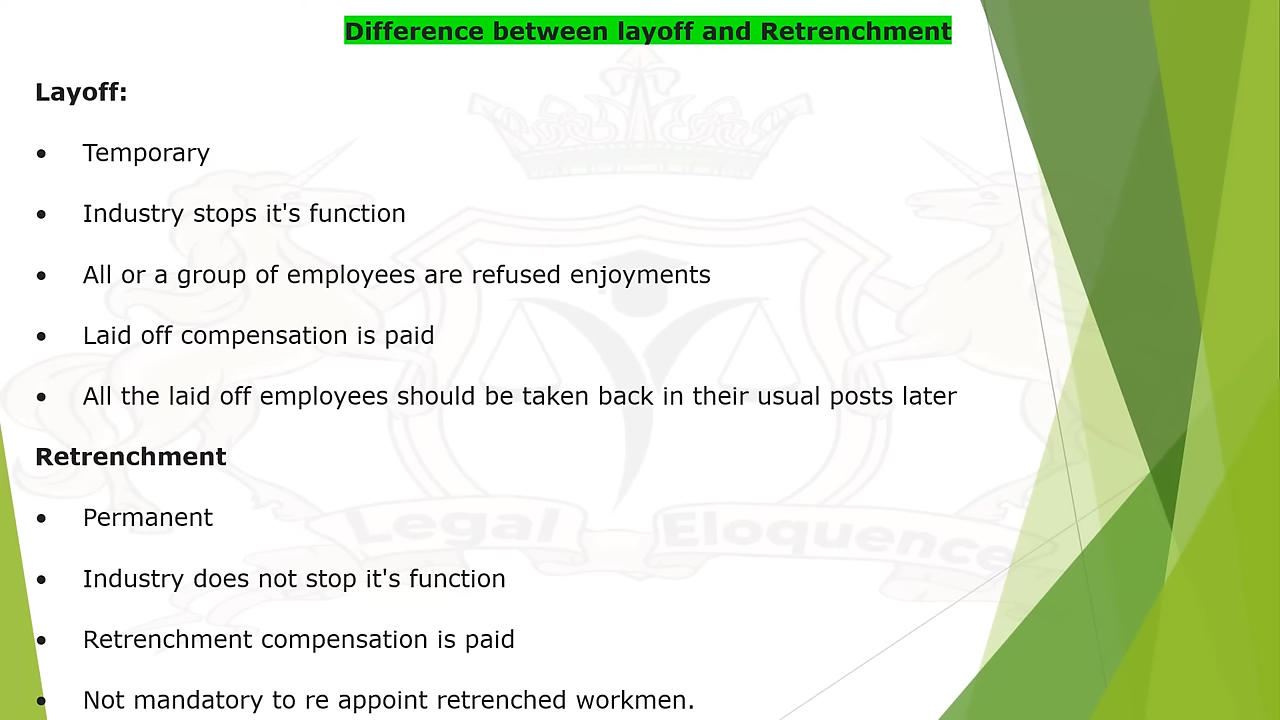 Difference between layoff and Retrenchment
Layoff:
• Temporary
• Industry stops it's function
• All or a group of employees are refused enjoyments
• Laid off compensation is paid
• All the laid off employees should be taken back in their usual posts later
Retrenchment
• Permanent
• Industry does not stop it's function
• Retrenchment compensation is paid
• Not mandatory to re appoint retrenched workmen.
Legal Eloquence